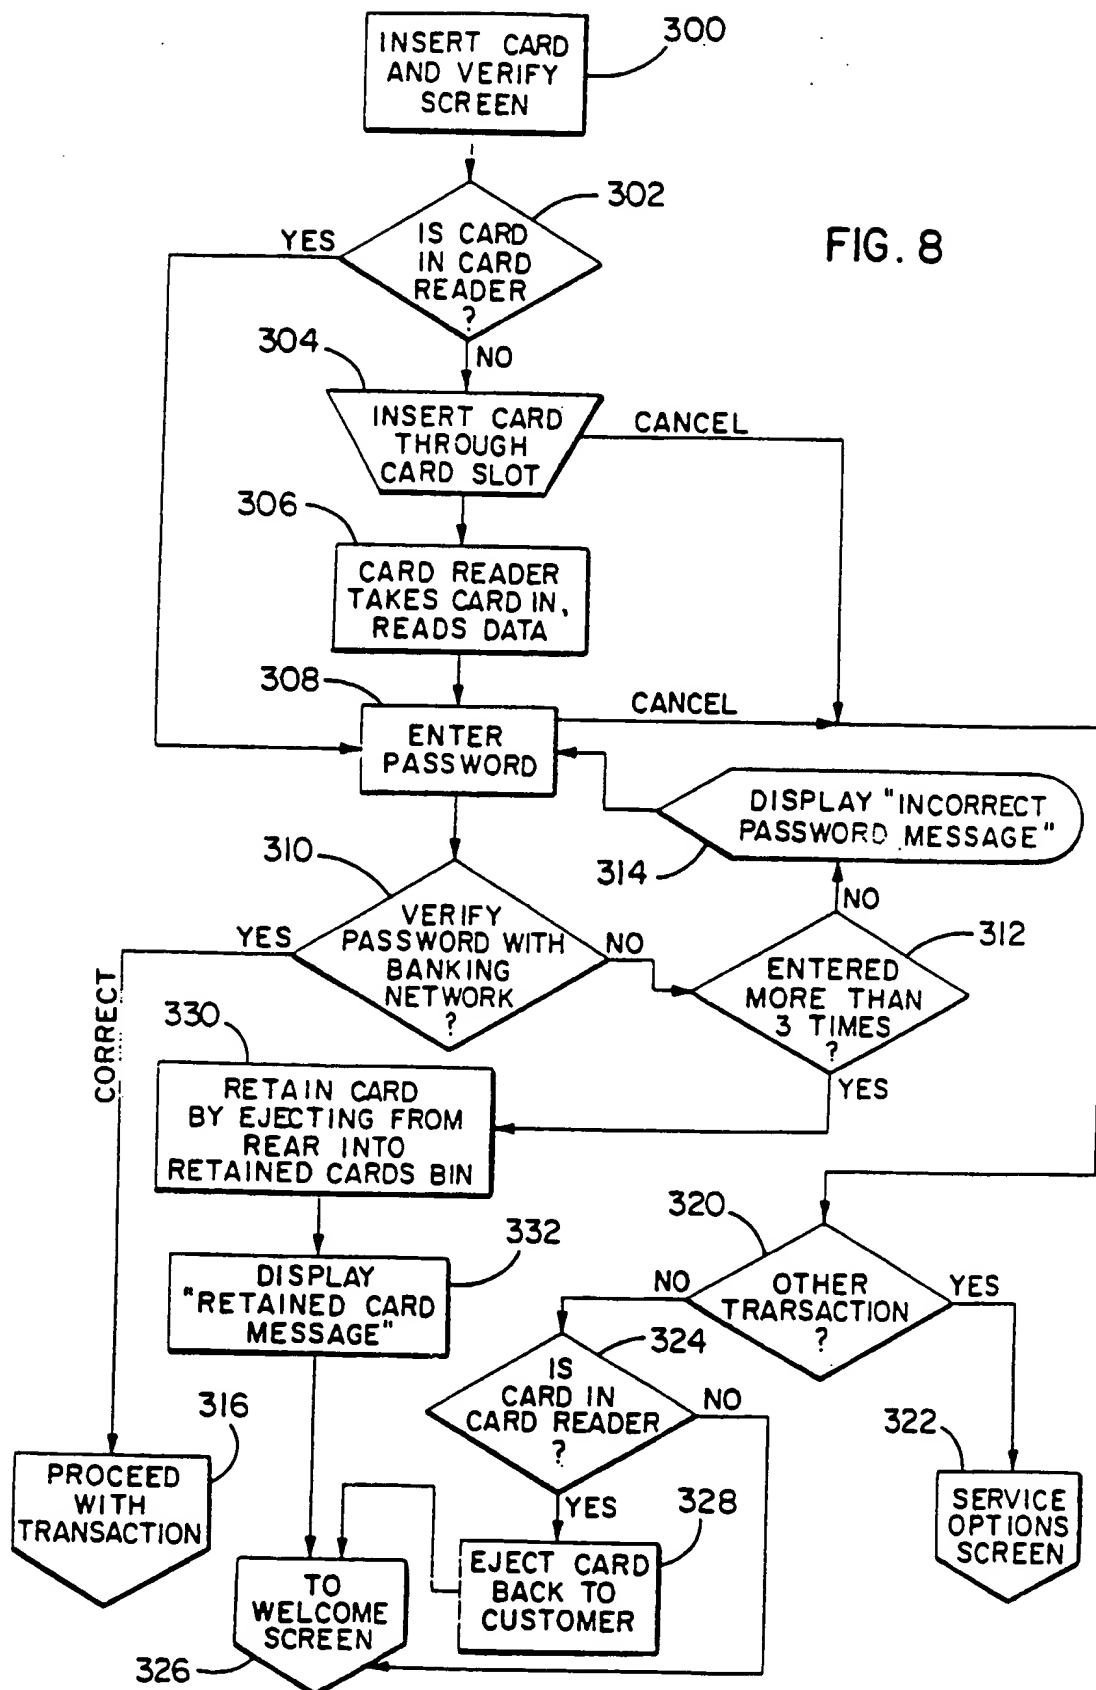 INSERT CARD
AND VERIFY
SCREEN
300
302
FIG. 8
YES
IS CARD
IN CARD
READER
?
304
NO
INSERT CARD
THROUGH
CARD SLOT
CANCEL
306
CARD READER
TAKES CARD IN,
READS DATA
308
CANCEL
ENTER
PASSWORD
DISPLAY "INCORRECT
PASSWORD MESSAGE"
314
310
NO
YES
VERIFY
PASSWORD WITH
BANKING
NETWORK
?
NO
312
ENTERED
MORE THAN
3 TIMES
?
YES
CORRECT
330
RETAIN CARD
BY EJECTING FROM
REAR INTO
RETAINED CARDS BIN
332
DISPLAY
"RETAINED CARD
MESSAGE"
320
NO
OTHER
TRARSACTION
?
YES
324
IS
CARD IN
CARD READER
?
NO
YES
316
PROCEED
WITH
TRANSACTION
322
SERVICE
OPTIONS
SCREEN
328
EJECT CARD
BACK TO
CUSTOMER
TO
WELCOME
SCREEN
326